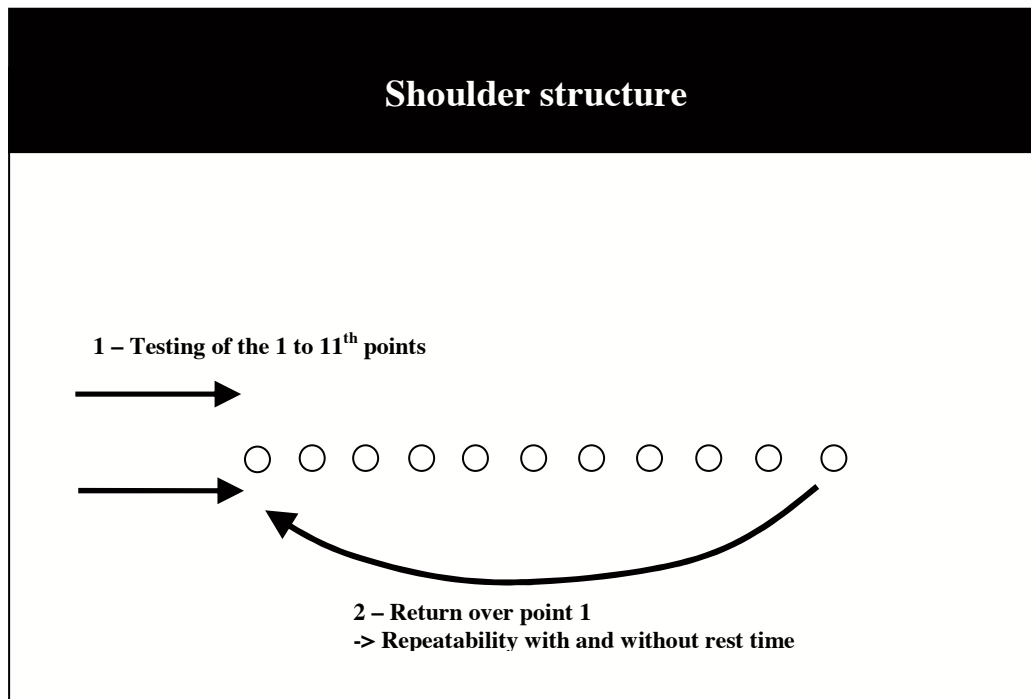 Shoulder structure
1 – Testing of the 1 to 11th points
2 – Return over point 1
-> Repeatability with and without rest time